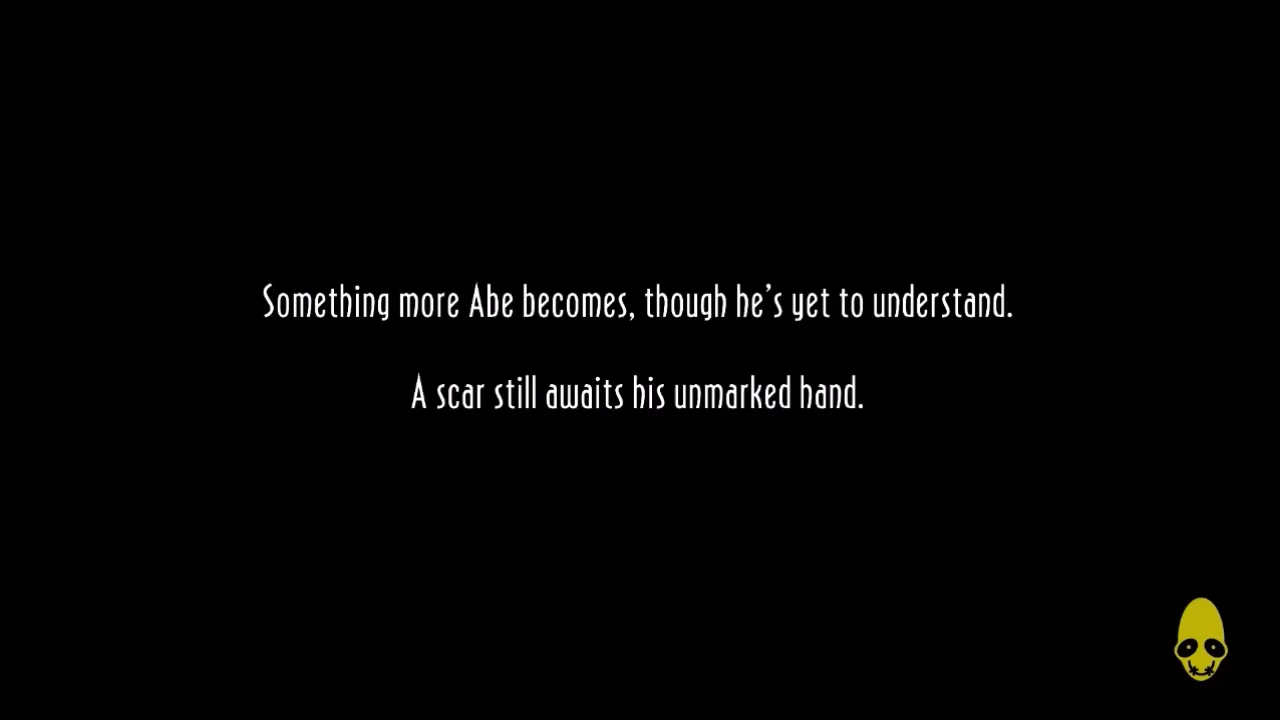 Something more Abe becomes, though he's yet to understand.
A scar still awaits his unmarked hand.